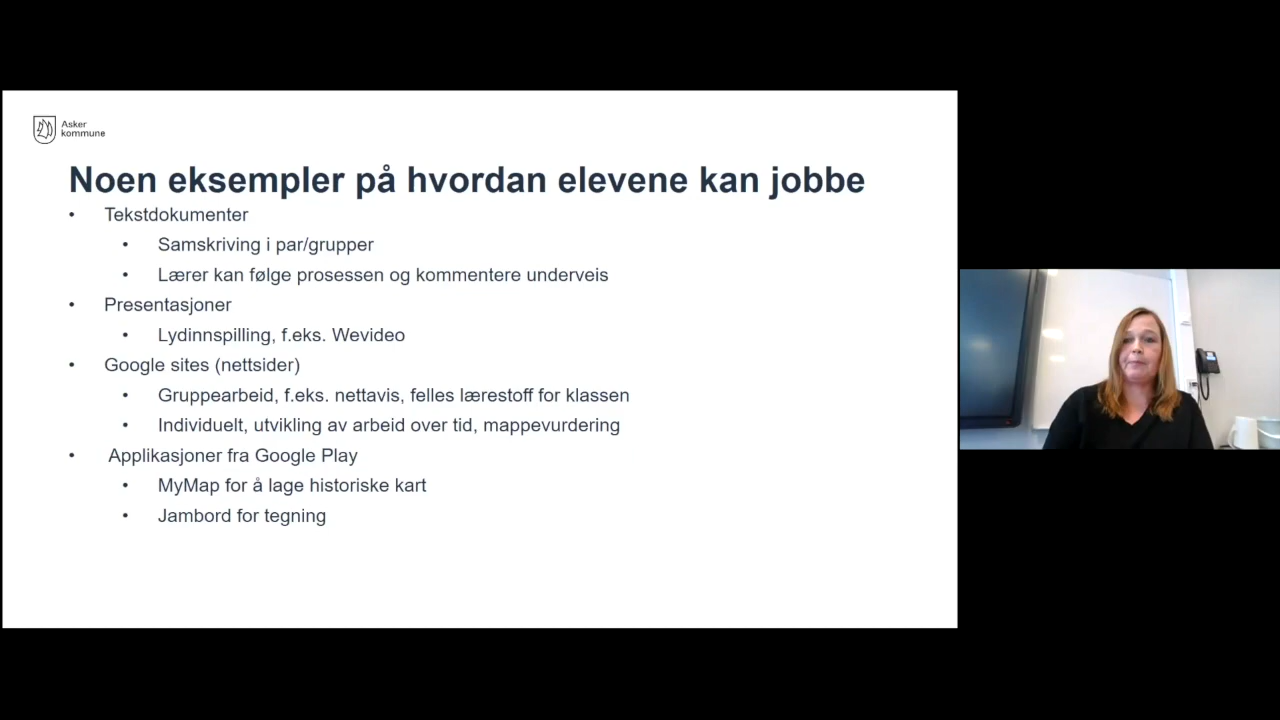 Asker
kommune
Noen eksempler på hvordan elevene kan jobbe
• Tekstdokumenter
• Samskriving i par/grupper
• Lærer kan følge prosessen og kommentere underveis
• Presentasjoner
• Lydinnspilling, f.eks. Wevideo
• Google sites (nettsider)
• Gruppearbeid, f.eks. nettavis, felles lærestoff for klassen
• Individuelt, utvikling av arbeid over tid, mappevurdering
• Applikasjoner fra Google Play
• MyMap for å lage historiske kart
• Jambord for tegning